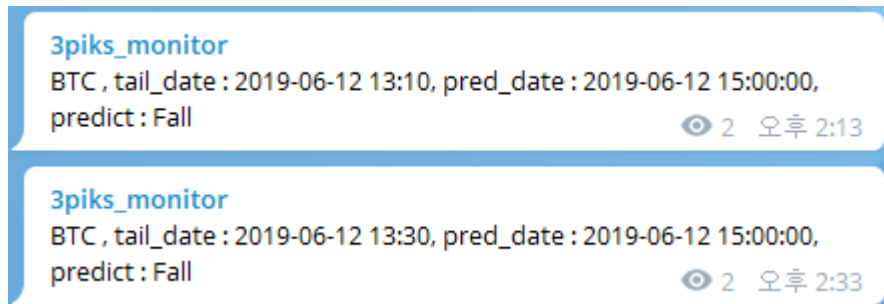 3piks_monitor
BTC , tail_date : 2019-06-12 13:10, pred_date : 2019-06-12 15:00:00,
predict : Fall
2 오후 2:13
3piks_monitor
BTC , tail_date : 2019-06-12 13:30, pred_date : 2019-06-12 15:00:00,
predict : Fall
2 오후 2:33